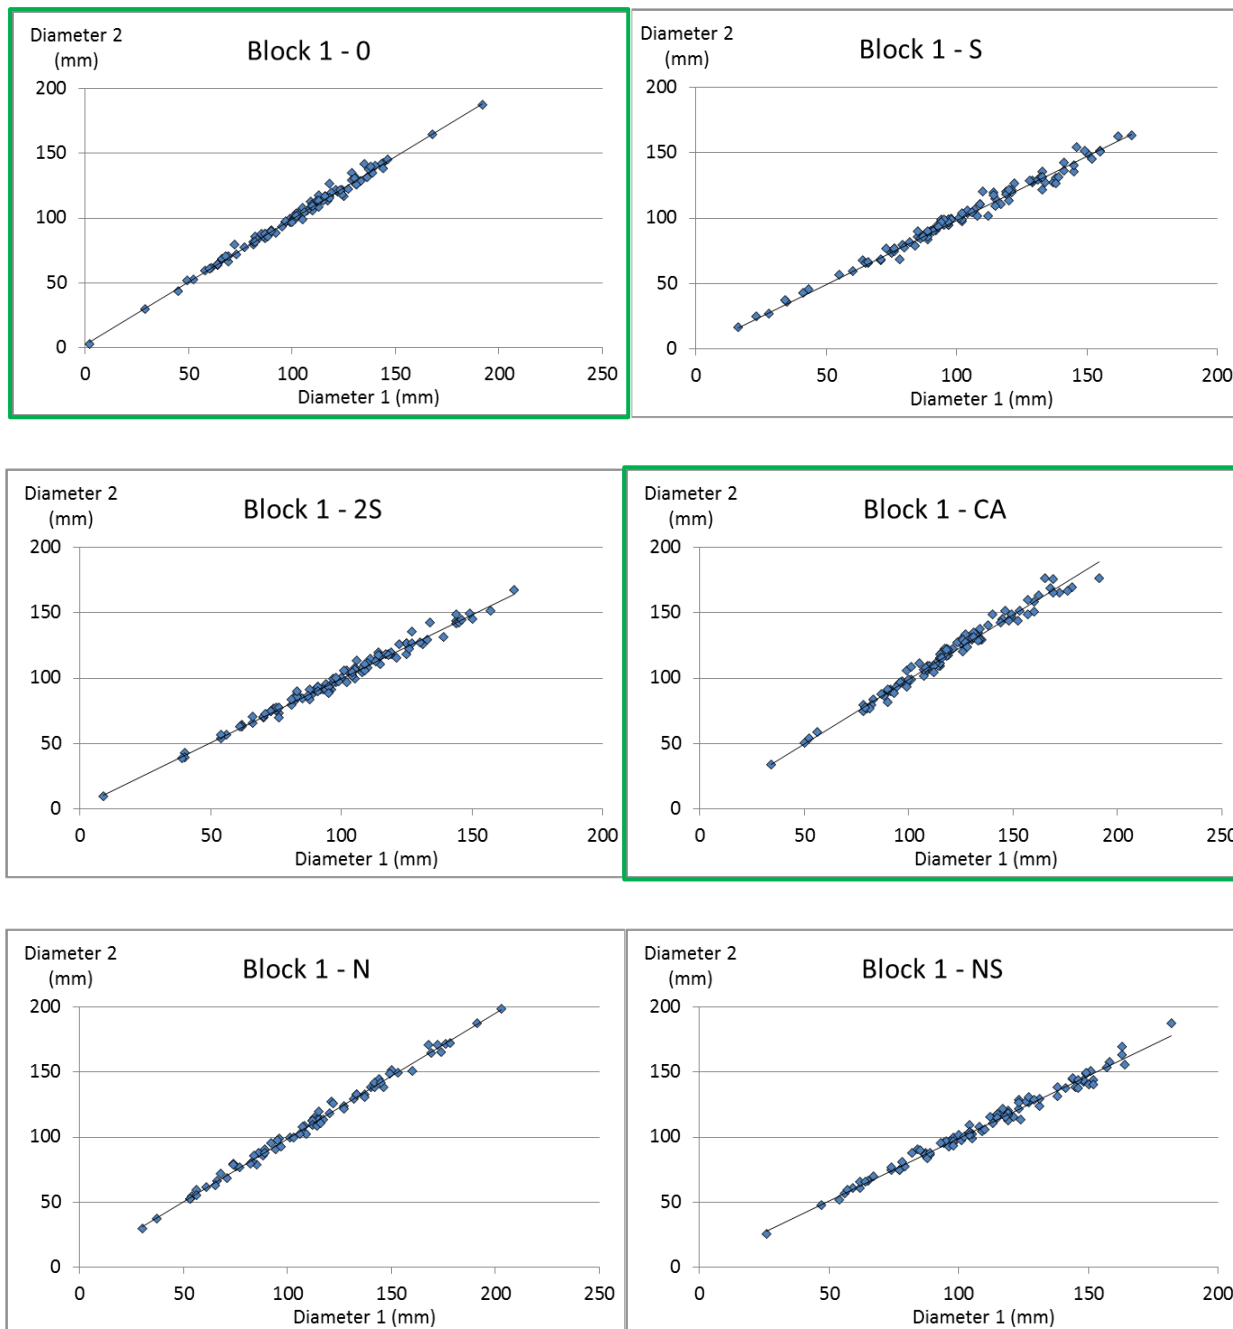 Diameter 2
(mm)
Block 1 - 0
200
150
100
50
0
0 50 100 150 200 250
Diameter 1 (mm)
Diameter 2
(mm)
Block 1 - S
200
150
100
50
0
50 100 150 200
Diameter 1 (mm)
Diameter 2
(mm)
Block 1 - 2S
200
150
100
50
0
0 50 100 150 200
Diameter 1 (mm)
Diameter 2
(mm)
Block 1 - CA
200
150
100
50
0
0 50 100 150 200 250
Diameter 1 (mm)
Diameter 2
(mm)
Block 1 - N
200
150
100
50
0
0 50 100 150 200 250
Diameter 1 (mm)
Diameter 2
(mm)
Block 1 - NS
200
150
100
50
0
0 50 100 150 200
Diameter 1 (mm)